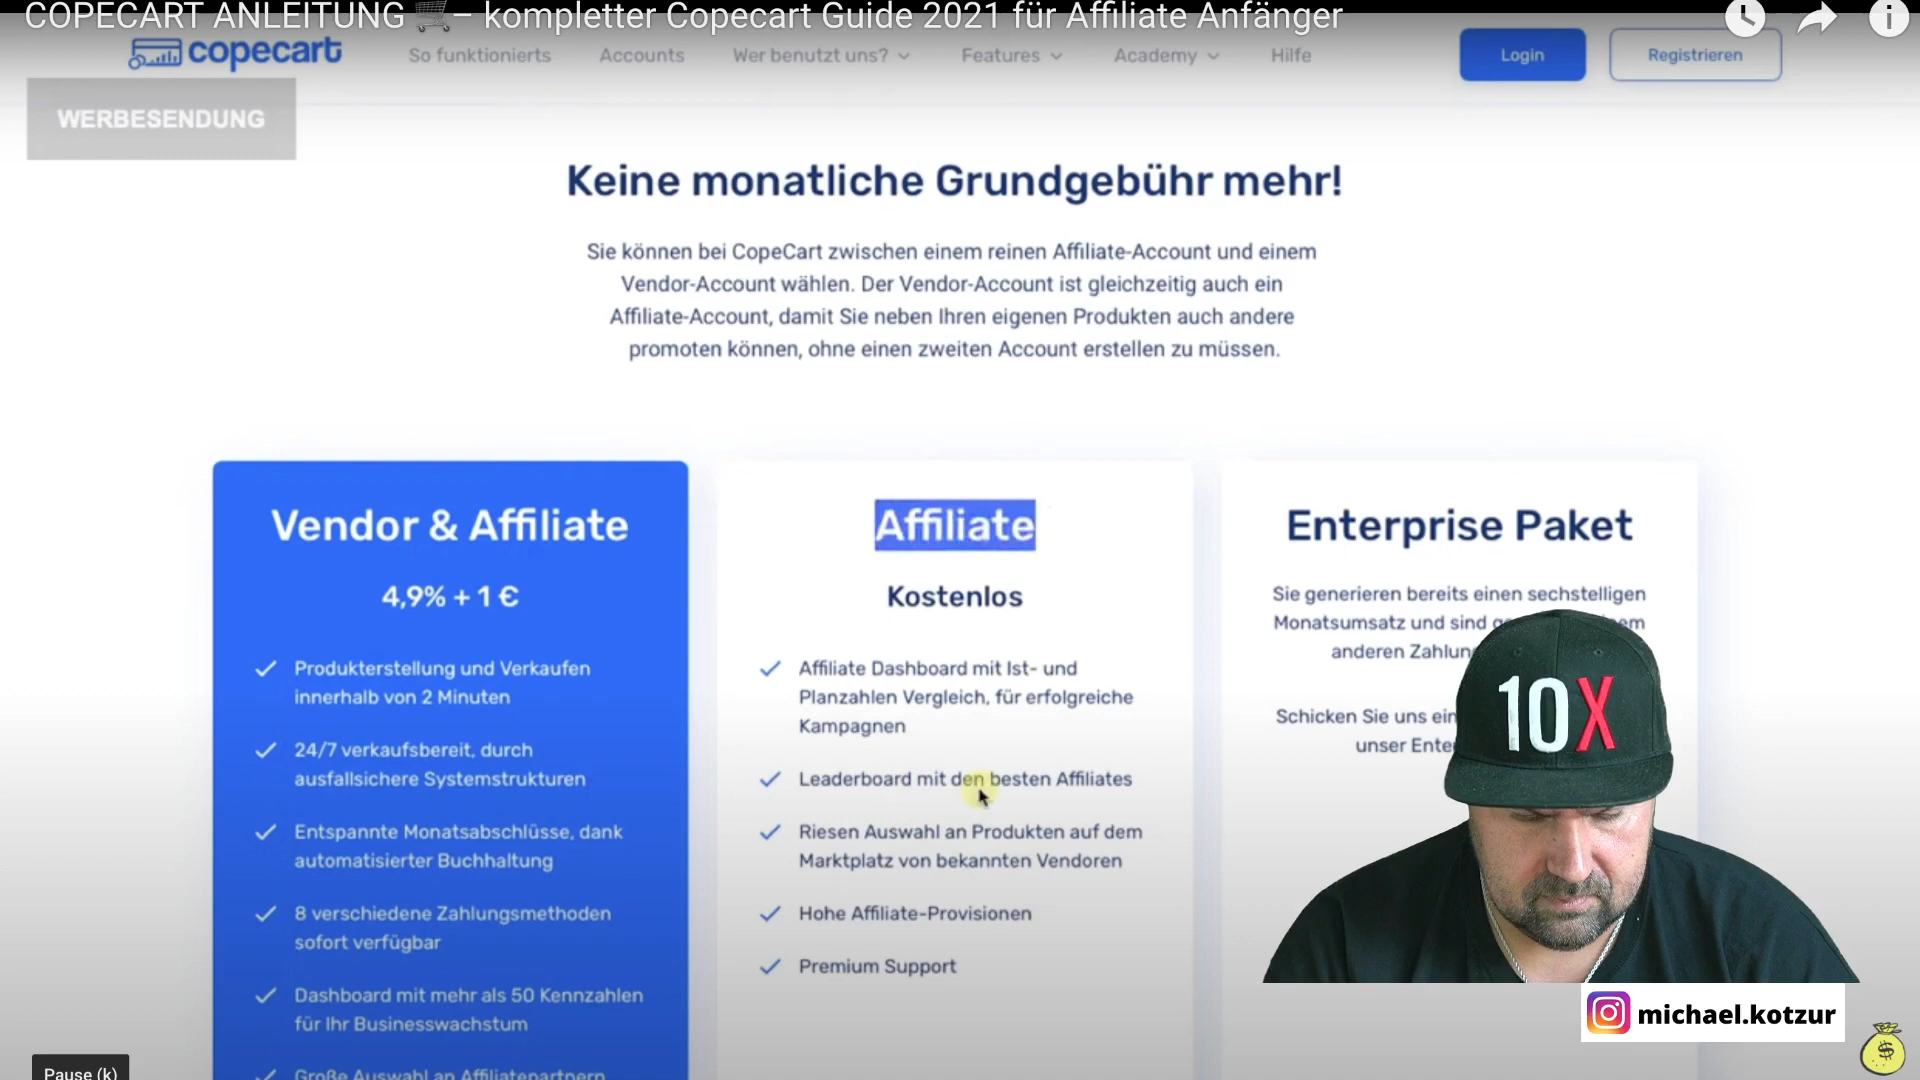 COPECART ANLEITUNG 🛒– kompletter Copecart Guide 2021 für Affiliate Anfänger
copecart
So funktionierts
Accounts
Wer benutzt uns?
Features
Academy
Hilfe
Login
Registrieren
WERBESENDUNG
Keine monatliche Grundgebühr mehr!
Sie können bei CopeCart zwischen einem reinen Affiliate-Account und einem
Vendor-Account wählen. Der Vendor-Account ist gleichzeitig auch ein
Affiliate-Account, damit Sie neben Ihren eigenen Produkten auch andere
promoten können, ohne einen zweiten Account erstellen zu müssen.
Vendor & Affiliate
4,9% + 1 €
Produkterstellung und Verkaufen
innerhalb von 2 Minuten
24/7 verkaufsbereit, durch
ausfallsichere Systemstrukturen
Entspannte Monatsabschlüsse, dank
automatisierter Buchhaltung
8 verschiedene Zahlungsmethoden
sofort verfügbar
Dashboard mit mehr als 50 Kennzahlen
für Ihr Businesswachstum
Große Auswahl an Affiliatepartnern
Affiliate
Kostenlos
Affiliate Dashboard mit Ist- und
Planzahlen Vergleich, für erfolgreiche
Kampagnen
Leaderboard mit den besten Affiliates
Riesen Auswahl an Produkten auf dem
Marktplatz von bekannten Vendoren
Hohe Affiliate-Provisionen
Premium Support
Enterprise Paket
Sie generieren bereits einen sechstelligen
Monatsumsatz und sind
anderen
Schicken Sie uns
unser
10X
michael.kotzur
$
Pause (k)